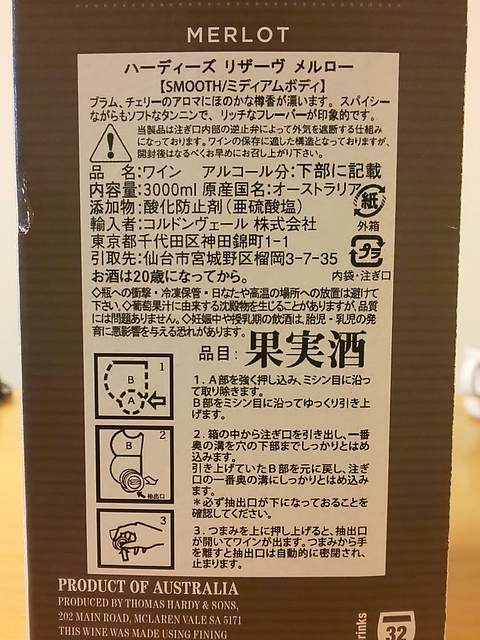 MERLOT
ハーディーズ リザーヴ メルロー
【SMOOTH/ミディアムボディ】
プラム、チェリーのアロマにほのかな樽香が漂います。 スパイシー
ながらもソフトなタンニンで、リッチなフレーバーが印象的です。
当製品は注ぎ口内部の逆止弁によって外気を遮断する仕組み
になっております。ワインの保存に適した構造となっておりますが、
開封後はなるべくお早めにお召し上がり下さい。
品 名:ワイン アルコール分:下部に記載
内容量:3000ml 原産国名:オーストラリア
添加物:酸化防止剤(亜硫酸塩)
紙
外箱
輸入者:コルドンヴェール 株式会社
東京都千代田区神田錦町1-1
引取先:仙台市宮城野区榴岡3-7-35
プラ
内袋・注ぎ口
お酒は20歳になってから。
◇瓶への衝撃・冷凍保管・日なたや高温の場所への放置は避けて
下さい。◇葡萄果汁に由来する沈殿物を生じることがありますが、品質
には問題ありません。◇妊娠中や授乳期の飲酒は、胎児・乳児の発
育に悪影響を与える恐れがあります。
品目:果実酒
1
B
A
1. A部を強く押し込み、ミシン目に沿っ
て取り除きます。
B部をミシン目に沿ってゆっくり引き上
げます。
2
B
抽出口
2. 箱の中から注ぎ口を引き出し、一番
奥の溝を穴の下部までしっかりとはめ
込みます。
引き上げていたB部を元に戻し、注ぎ
口の一番奥の溝にしっかりとはめ込み
ます。
*必ず抽出口が下になっておることを
確認してください。
3
3. つまみを上に押し上げると、抽出口
が開いてワインが出ます。つまみから手
を離すと抽出口は自動的に密閉され、
止まります。
PRODUCT OF AUSTRALIA
PRODUCED BY THOMAS HARDY & SONS,
202 MAIN ROAD, MCLAREN VALE SA 5171
THIS WINE WAS MADE USING FINING
rinks
32